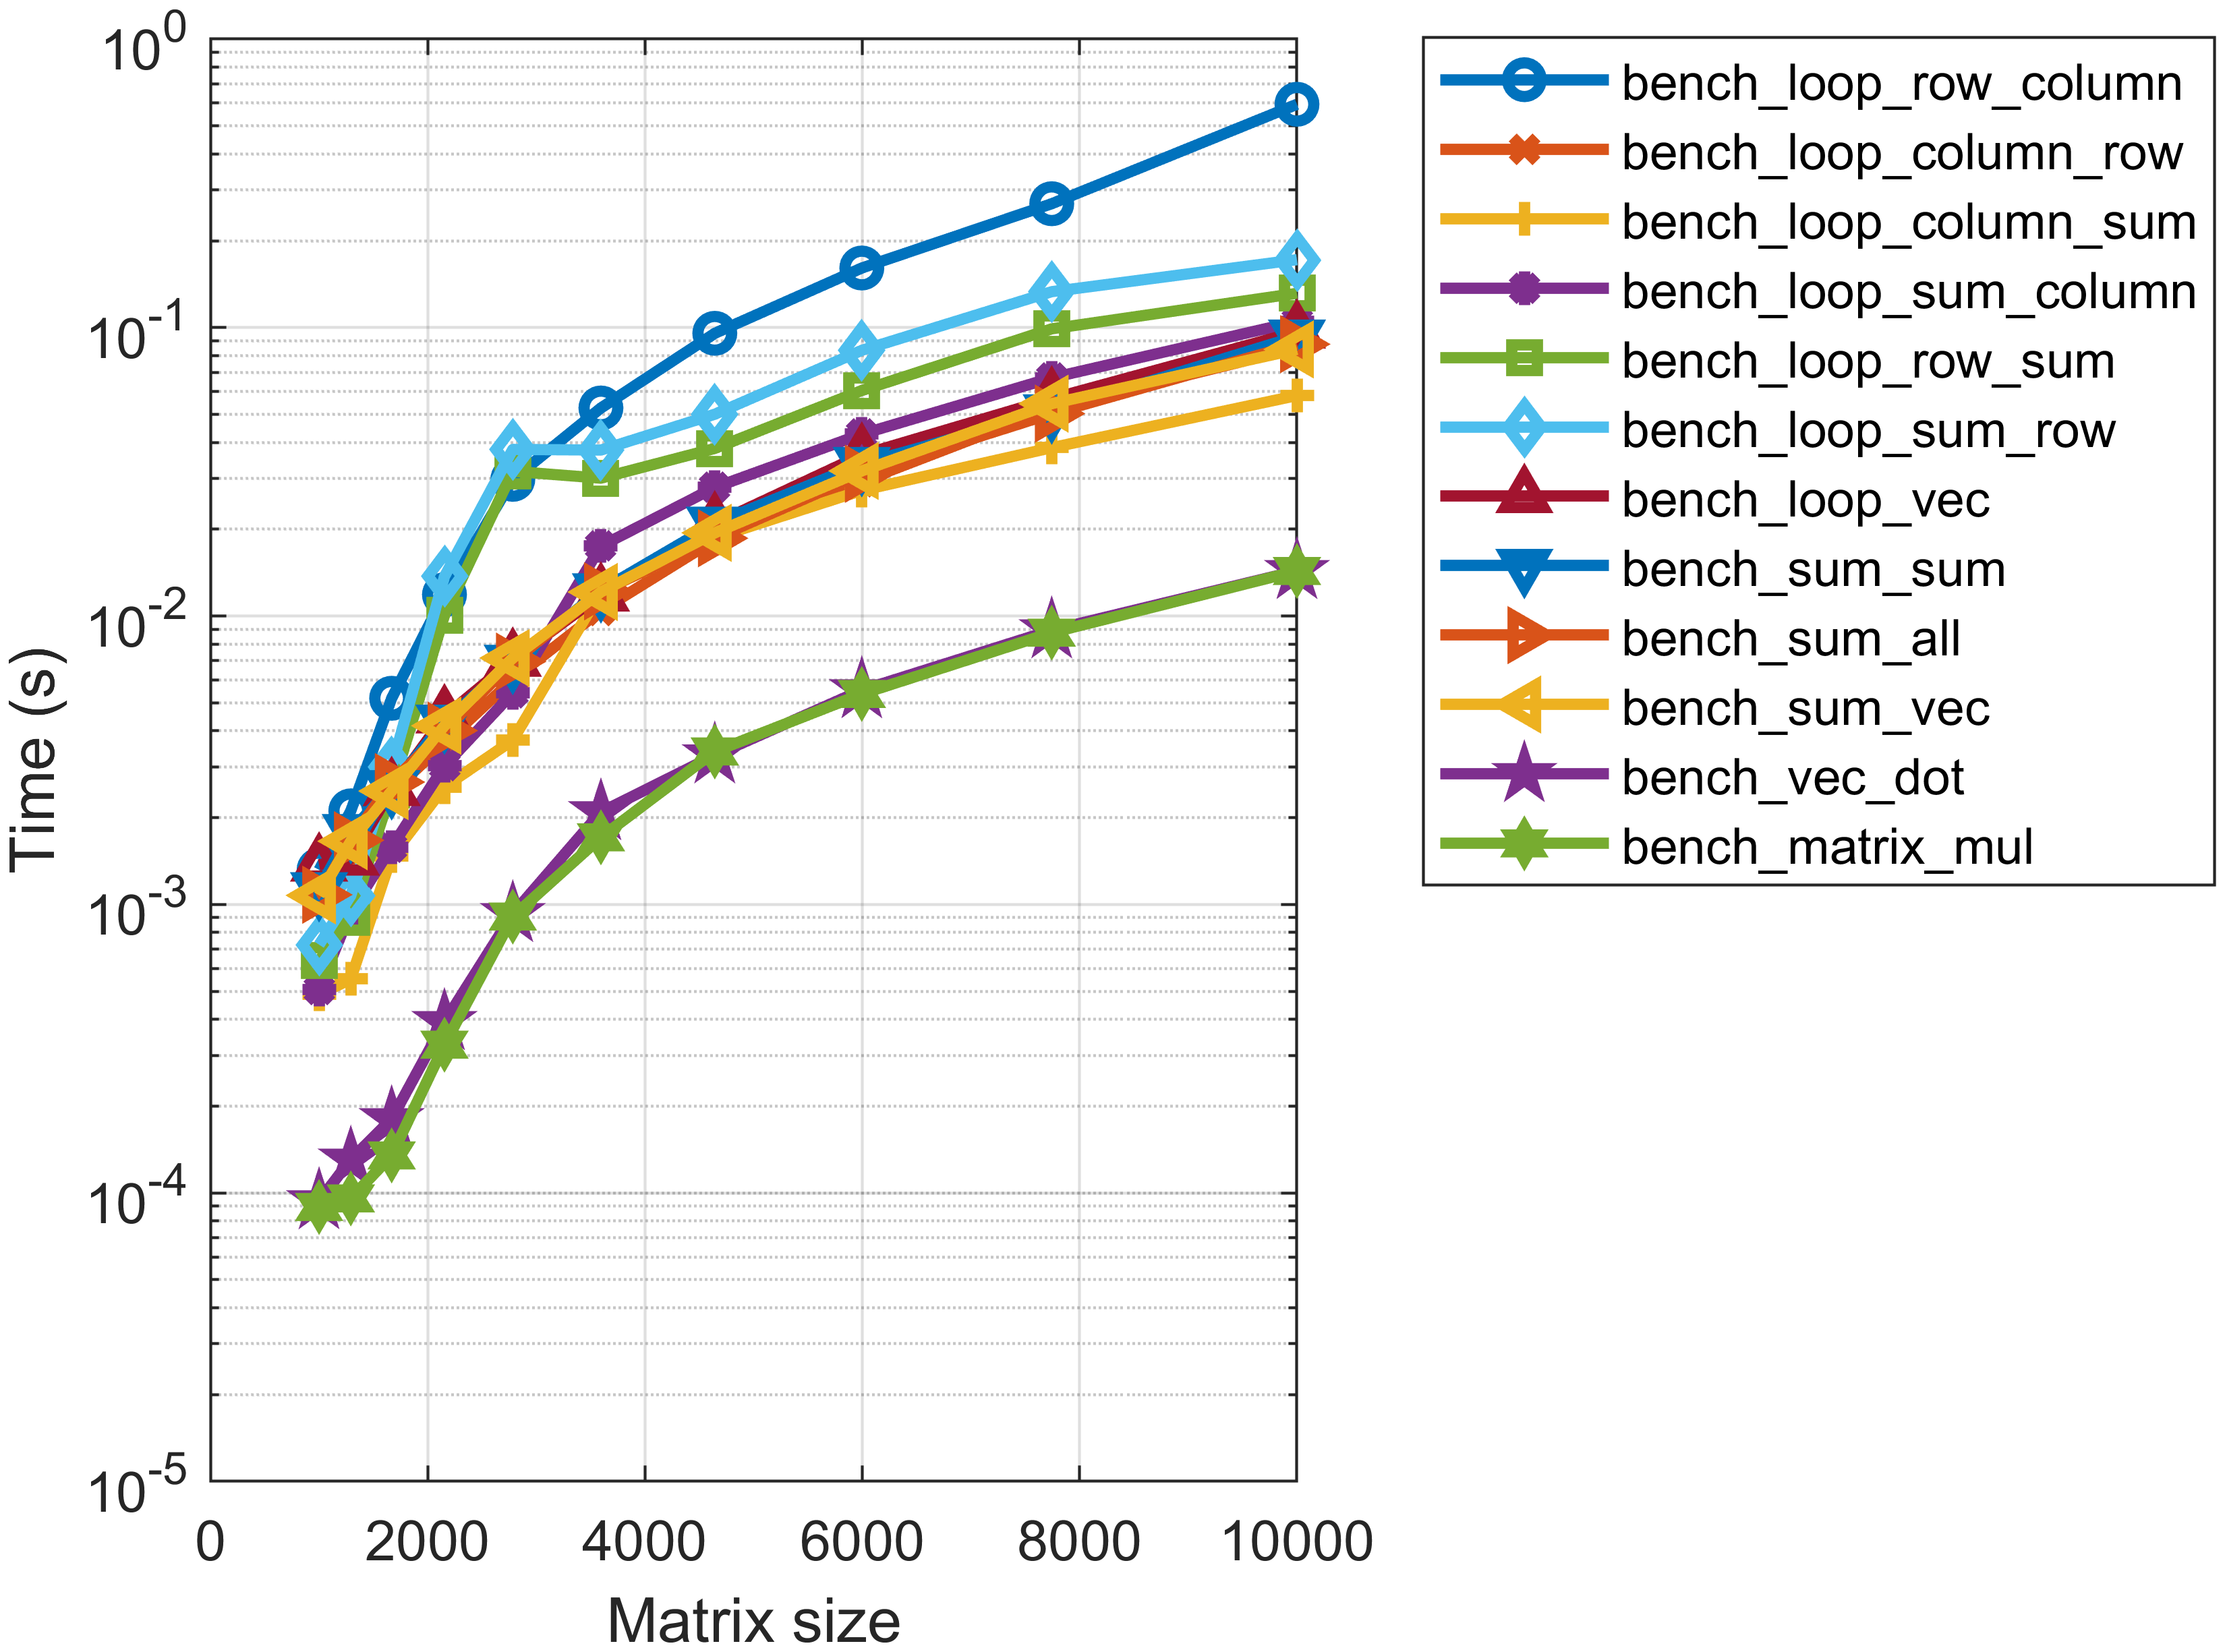 10^0
10^-1
10^-2
10^-3
10^-4
10^-5
Time (s)
0 2000 4000 6000 8000 10000
Matrix size
bench_loop_row_column
bench_loop_column_row
bench_loop_column_sum
bench_loop_sum_column
bench_loop_row_sum
bench_loop_sum_row
bench_loop_vec
bench_sum_sum
bench_sum_all
bench_sum_vec
bench_vec_dot
bench_matrix_mul